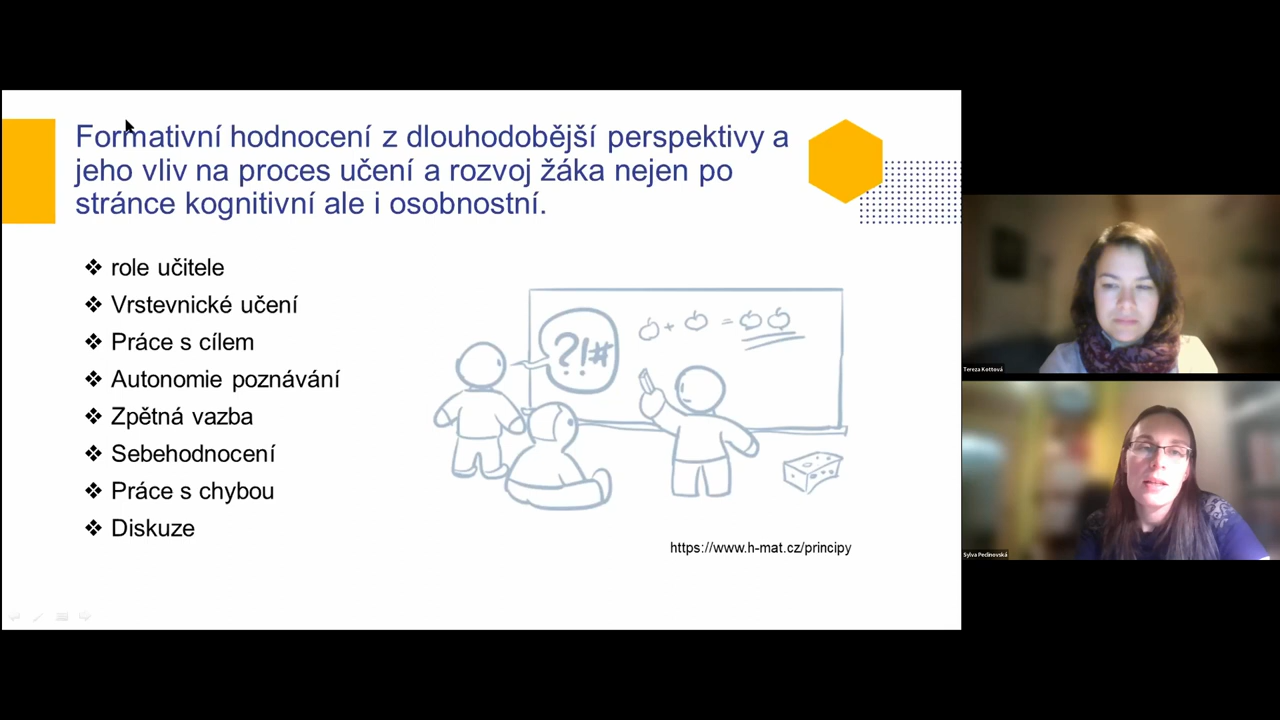 Formativní hodnocení z dlouhodobější perspektivy a
jeho vliv na proces učení a rozvoj žáka nejen po
stránce kognitivní ale i osobnostní.
❖ role učitele
❖ Vrstevnické učení
❖ Práce s cílem
❖ Autonomie poznávání
❖ Zpětná vazba
❖ Sebehodnocení
❖ Práce s chybou
❖ Diskuze
?!#
+ =
https://www.h-mat.cz/principy
Tereza Kottová
Sylva Pečinovská